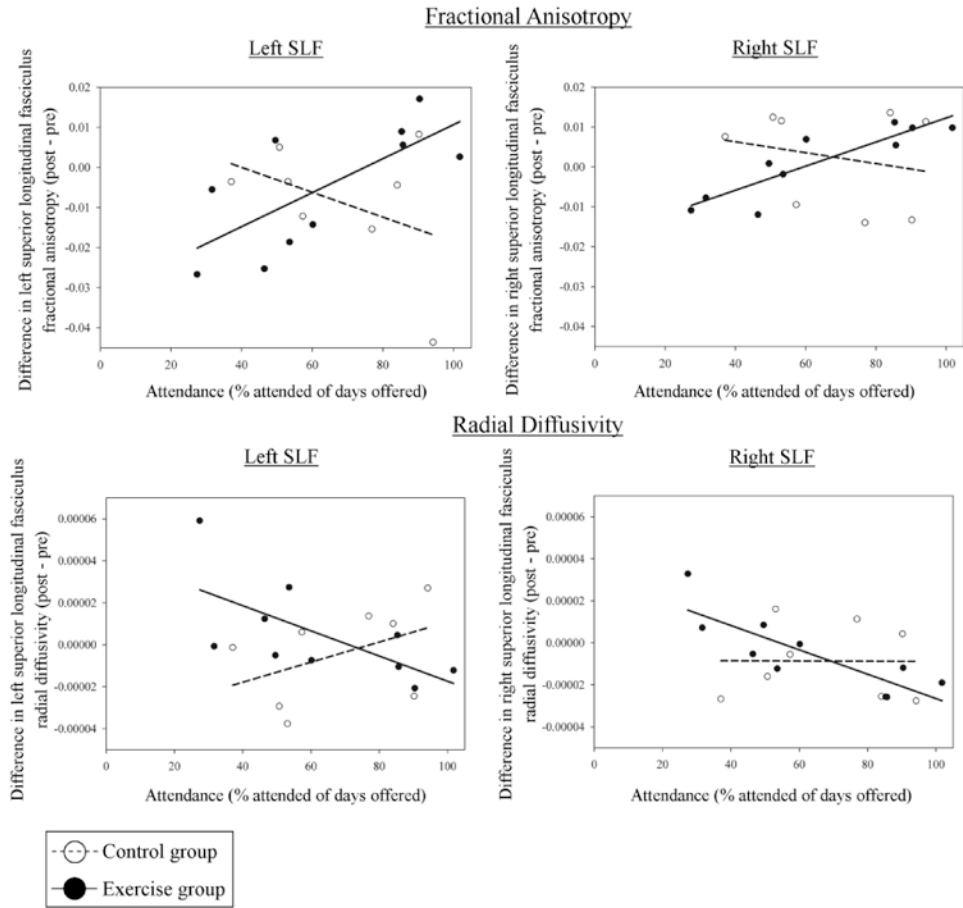 Fractional Anisotropy
Left SLF
Difference in left superior longitudinal fasciculus
fractional anisotropy (post - pre)
0.02
0.01
0.00
-0.01
-0.02
-0.03
-0.04
0
20
40
60
80
100
Attendance (% attended of days offered)
Right SLF
Difference in right superior longitudinal fasciculus
fractional anisotropy (post - pre)
0.02
0.01
0.00
-0.01
-0.02
-0.03
-0.04
0
20
40
60
80
100
Attendance (% attended of days offered)
Radial Diffusivity
Left SLF
Difference in left superior longitudinal fasciculus
radial diffusivity (post - pre)
0.00006
0.00004
0.00002
0.00000
-0.00002
-0.00004
0
20
40
60
80
100
Attendance (% attended of days offered)
Right SLF
Difference in right superior longitudinal fasciculus
radial diffusivity (post - pre)
0.00006
0.00004
0.00002
0.00000
-0.00002
-0.00004
0
20
40
60
80
100
Attendance (% attended of days offered)
Control group
Exercise group